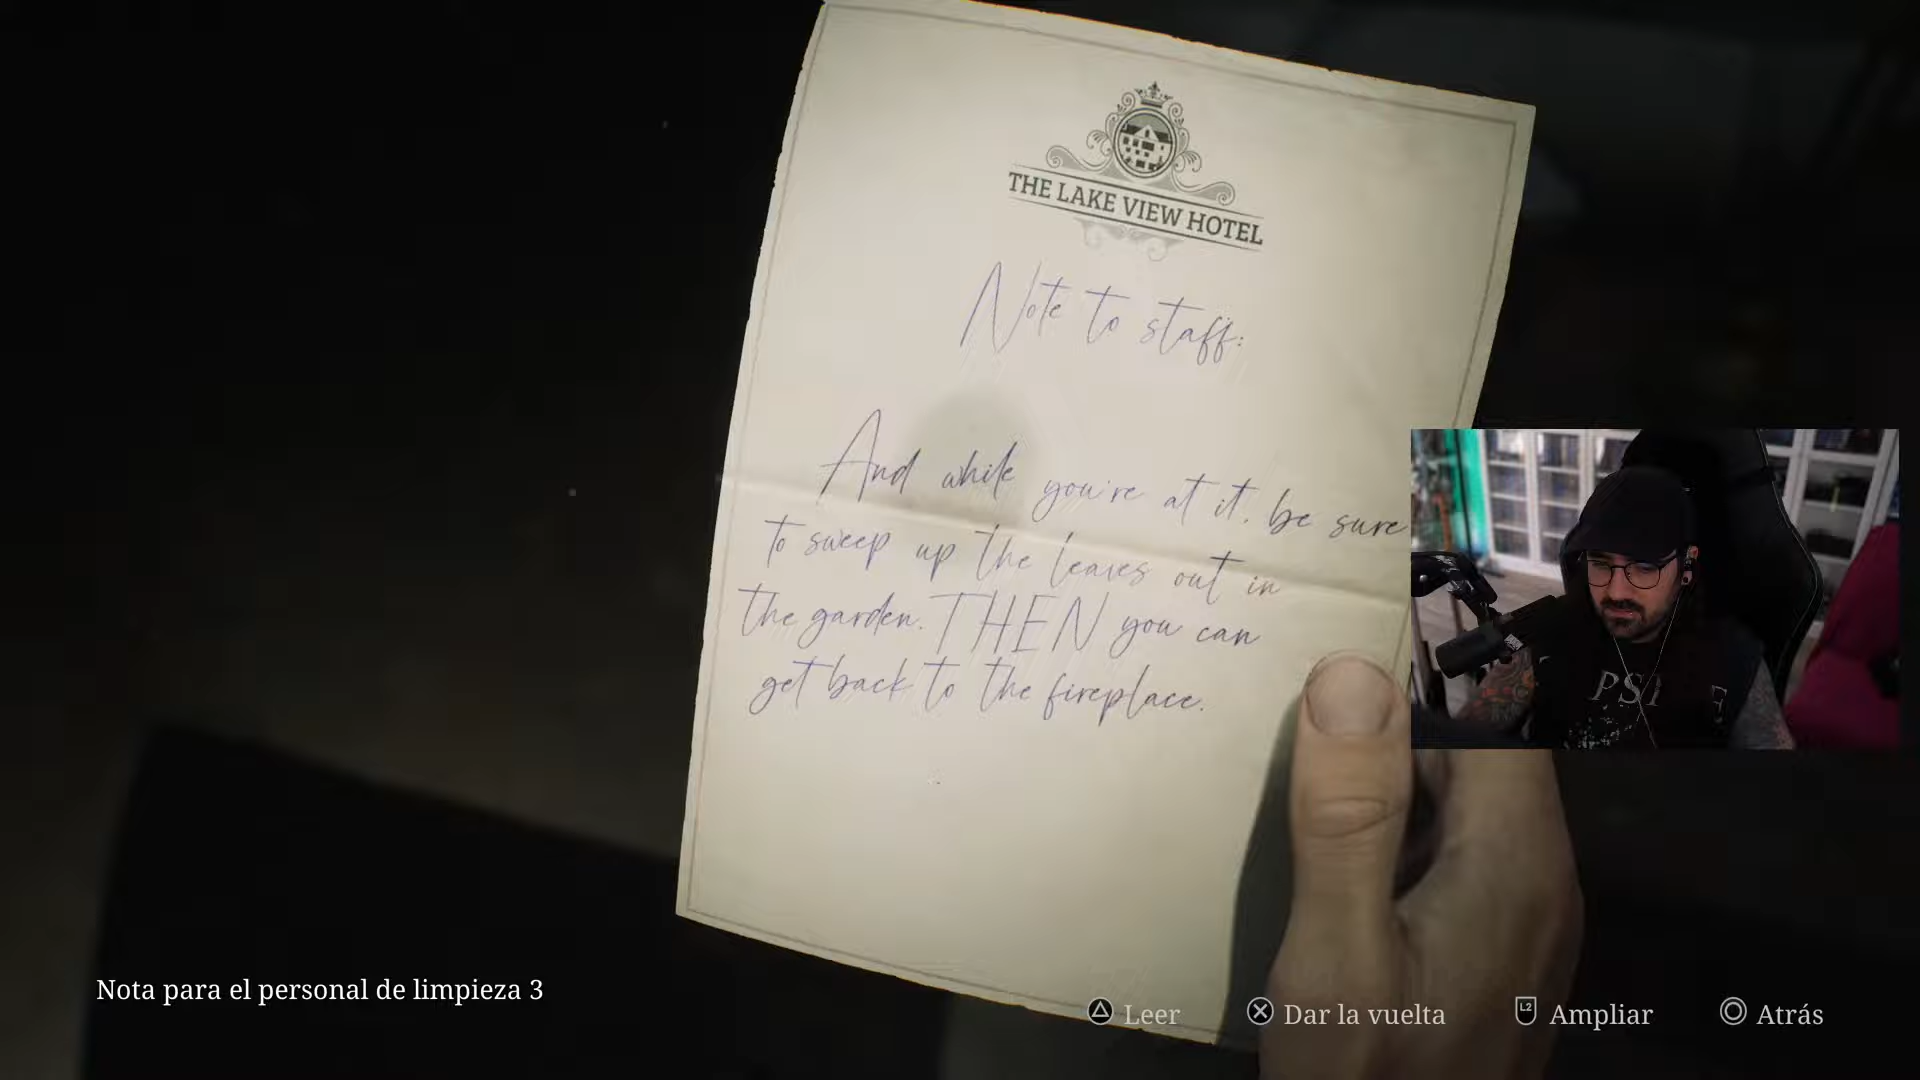 THE LAKE VIEW HOTEL
Note to staff:
And while you're at it, be sure
to sweep up the leaves out in
the garden. THEN you can
get back to the fireplace.
PS
Nota para el personal de limpieza 3
Leer
Dar la vuelta
L2
Ampliar
Atrás